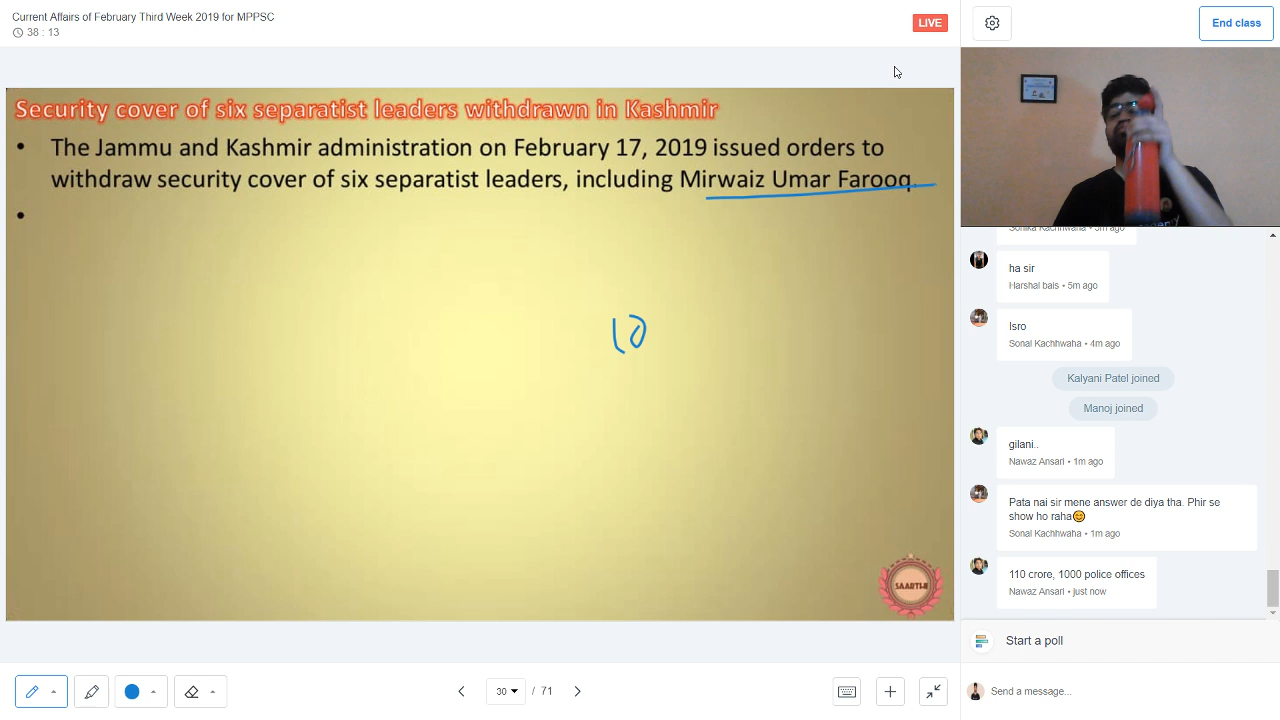 Current Affairs of February Third Week 2019 for MPPSC
38 : 13
LIVE
End class
Security cover of six separatist leaders withdrawn in Kashmir
• The Jammu and Kashmir administration on February 17, 2019 issued orders to
withdraw security cover of six separatist leaders, including Mirwaiz Umar Farooq.
•
10
SAARTHI
Sonika Kachhwaha • 5m ago
ha sir
Harshal bais • 5m ago
Isro
Sonal Kachhwaha • 4m ago
Kalyani Patel joined
Manoj joined
gilani..
Nawaz Ansari • 1m ago
Pata nai sir mene answer de diya tha. Phir se
show ho raha😊
Sonal Kachhwaha • 1m ago
110 crore, 1000 police offices
Nawaz Ansari • just now
Start a poll
30 / 71
Send a message...